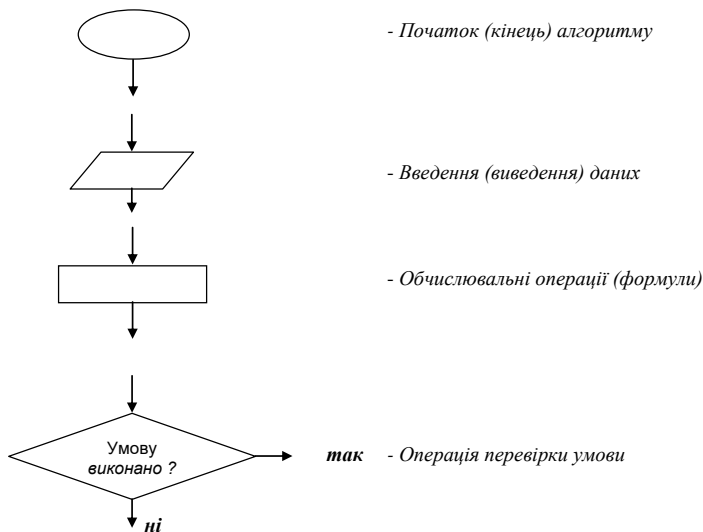 - Початок (кінець) алгоритму
- Введення (виведення) даних
- Обчислювальні операції (формули)
Умову
виконано ?
так
- Операція перевірки умови
ні